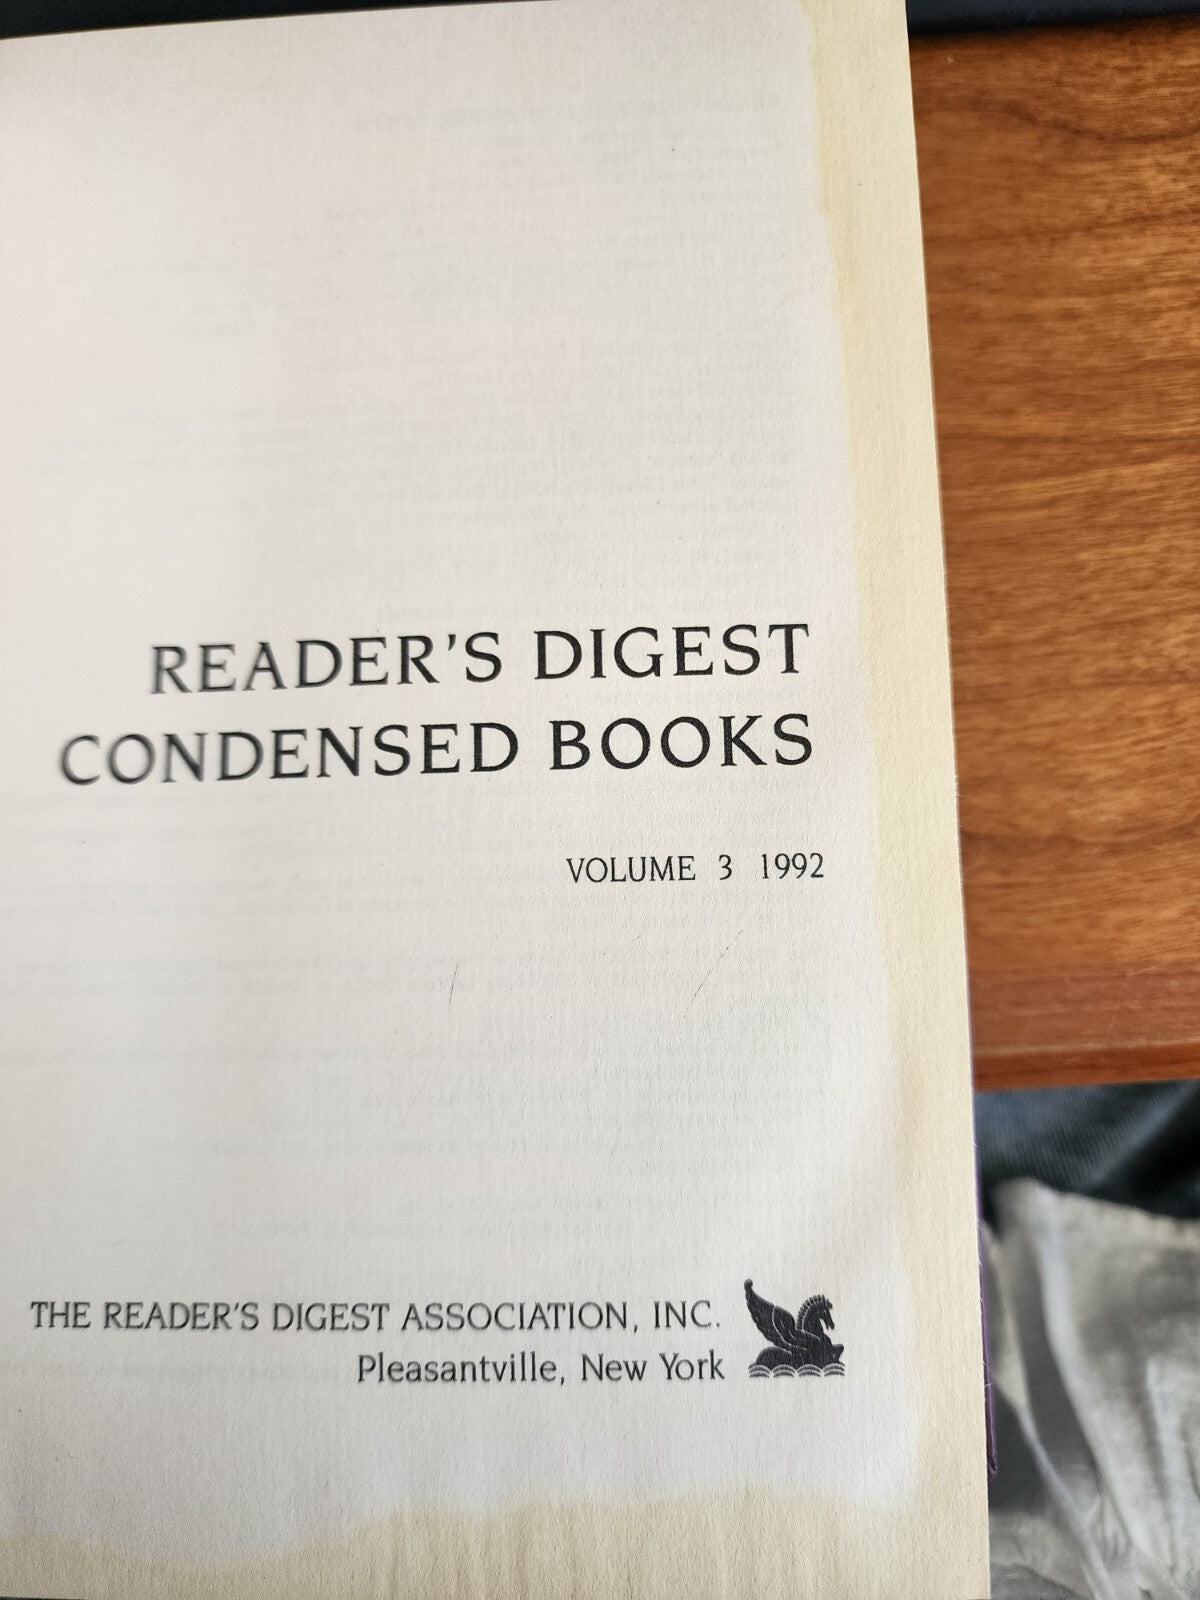 READER'S DIGEST
CONDENSED BOOKS
VOLUME 3 1992
THE READER'S DIGEST ASSOCIATION, INC.
Pleasantville, New York